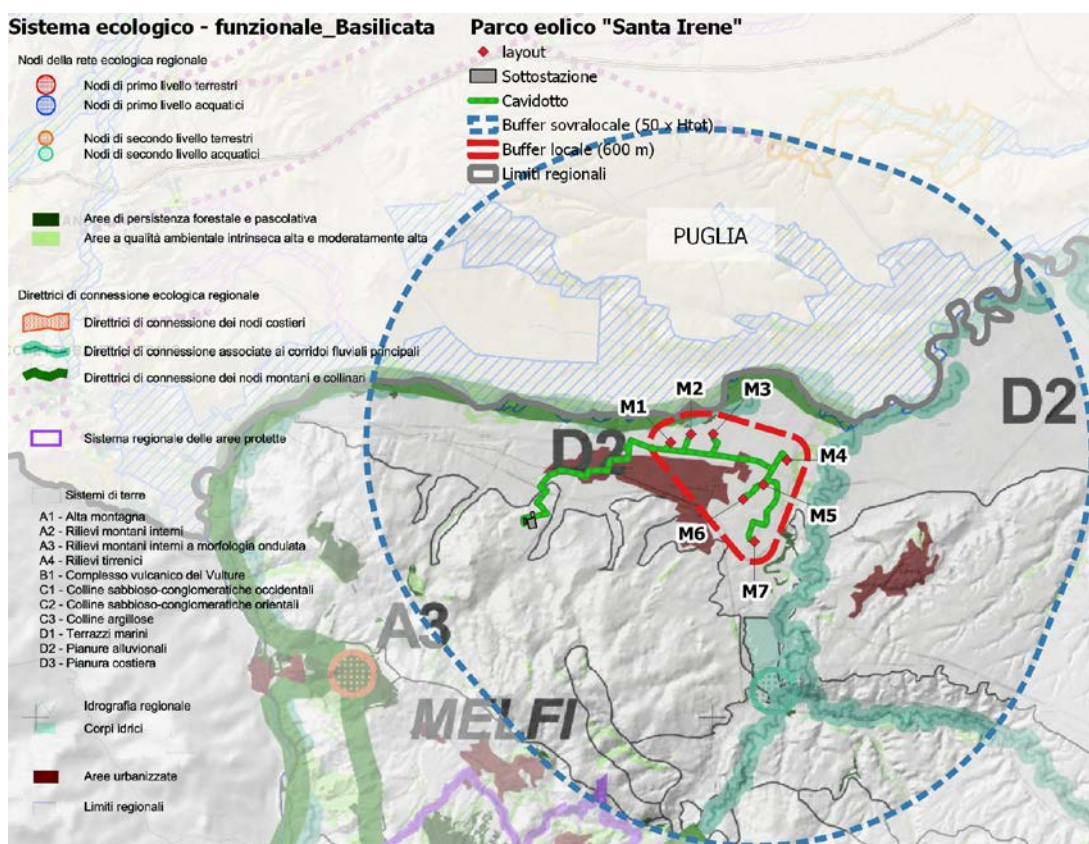 Sistema ecologico - funzionale_Basilicata
Nodi della rete ecologica regionale
Nodi di primo livello terrestri
Nodi di primo livello acquatici
Nodi di secondo livello terrestri
Nodi di secondo livello acquatici
Aree di persistenza forestale e pascolativa
Aree a qualità ambientale intrinseca alta e moderatamente alta
Direttrici di connessione ecologica regionale
Direttrici di connessione dei nodi costieri
Direttrici di connessione associate ai corridoi fluviali principali
Direttrici di connessione dei nodi montani e collinari
Sistema regionale delle aree protette
Sistemi di terre
A1 - Alta montagna
A2 - Rilievi montani interni
A3 - Rilievi montani interni a morfologia ondulata
A4 - Rilievi tirrenici
B1 - Complesso vulcanico del Vulture
C1 - Colline sabbioso-conglomeratiche occidentali
C2 - Colline sabbioso-conglomeratiche orientali
C3 - Colline argillose
D1 - Terrazzi marini
D2 - Pianure alluvionali
D3 - Pianura costiera
Idrografia regionale
Corpi idrici
Aree urbanizzate
Limiti regionali
Parco eolico "Santa Irene"
layout
Sottostazione
Cavidotto
Buffer sovralocale (50 x Htot)
Buffer locale (600 m)
Limiti regionali
PUGLIA
M1
M2
M3
D2
D2
M4
M5
M6
M7
A3
MELFI